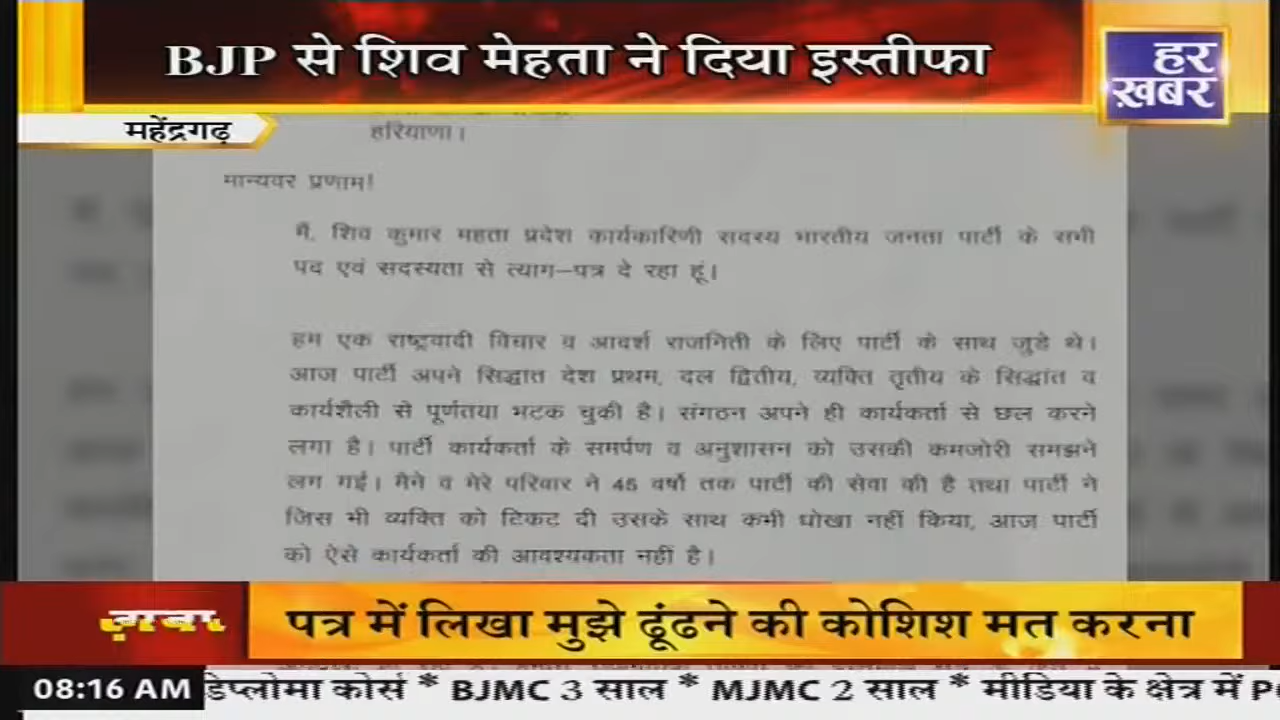 BJP से शिव मेहता ने दिया इस्तीफा
हर
ख़बर
महेंद्रगढ़
हरियाणा।
मान्यवर प्रणाम!
मैं, शिव कुमार महता प्रदेश कार्यकारिणी सदस्य भारतीय जनता पार्टी के सभी
पद एवं सदस्यता से त्याग–पत्र दे रहा हूं।
हम एक राष्ट्रवादी विचार व आदर्श राजनिती के लिए पार्टी के साथ जुडे थे।
आज पार्टी अपने सिद्धात देश प्रथम, दल द्वितीय, व्यक्ति तृतीय के सिद्धांत व
कार्यशैली से पूर्णतया भटक चुकी है। संगठन अपने ही कार्यकर्ता से छल करने
लगा है। पार्टी कार्यकर्ता के समर्पण व अनुशासन को उसकी कमजोरी समझने
लग गई। मैने व मेरे परिवार ने 45 वर्षो तक पार्टी की सेवा की है तथा पार्टी ने
जिस भी व्यक्ति को टिकट दी उसके साथ कभी धोखा नहीं किया, आज पार्टी
को ऐसे कार्यकर्ता की आवश्यकता नहीं है।
पत्र में लिखा मुझे ढूंढने की कोशिश मत करना
08:16 AM डिप्लोमा कोर्स * BJMC 3 साल * MJMC 2 साल * मीडिया के क्षेत्र में